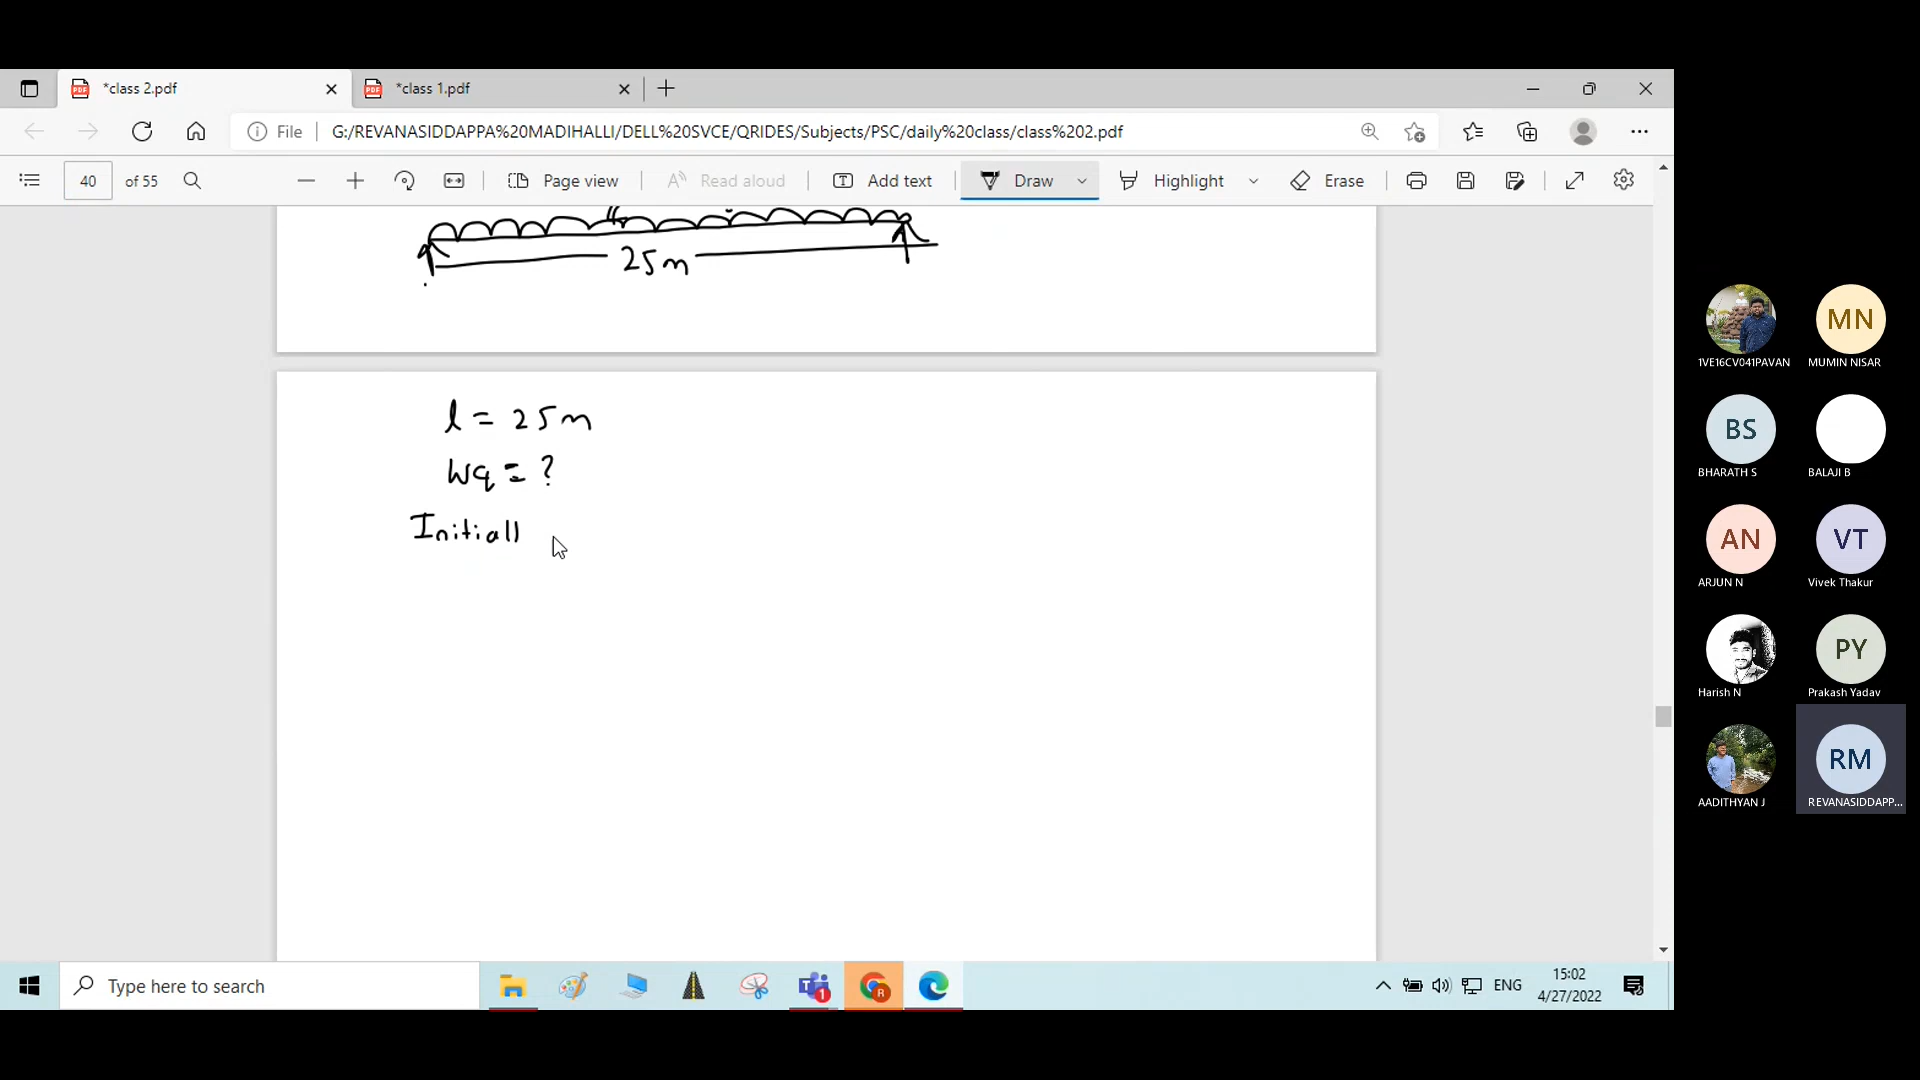 *class 2.pdf
*class 1.pdf
File
G:/REVANASIDDAPPA%20MADIHALLI/DELL%20SVCE/QRIDES/Subjects/PSC/daily%20class/class%202.pdf
40 of 55
Page view
Read aloud
Add text
Draw
Highlight
Erase
25m
l = 25m
wq = ?
Initiall
1VE16CV041PAVAN
MN
MUMIN NISAR
BS
BHARATH S
BALAJI B
AN
ARJUN N
VT
Vivek Thakur
Harish N
PY
Prakash Yadav
AADITHYAN J
RM
REVANASIDDAPP...
Type here to search
1
R
ENG
15:02
4/27/2022